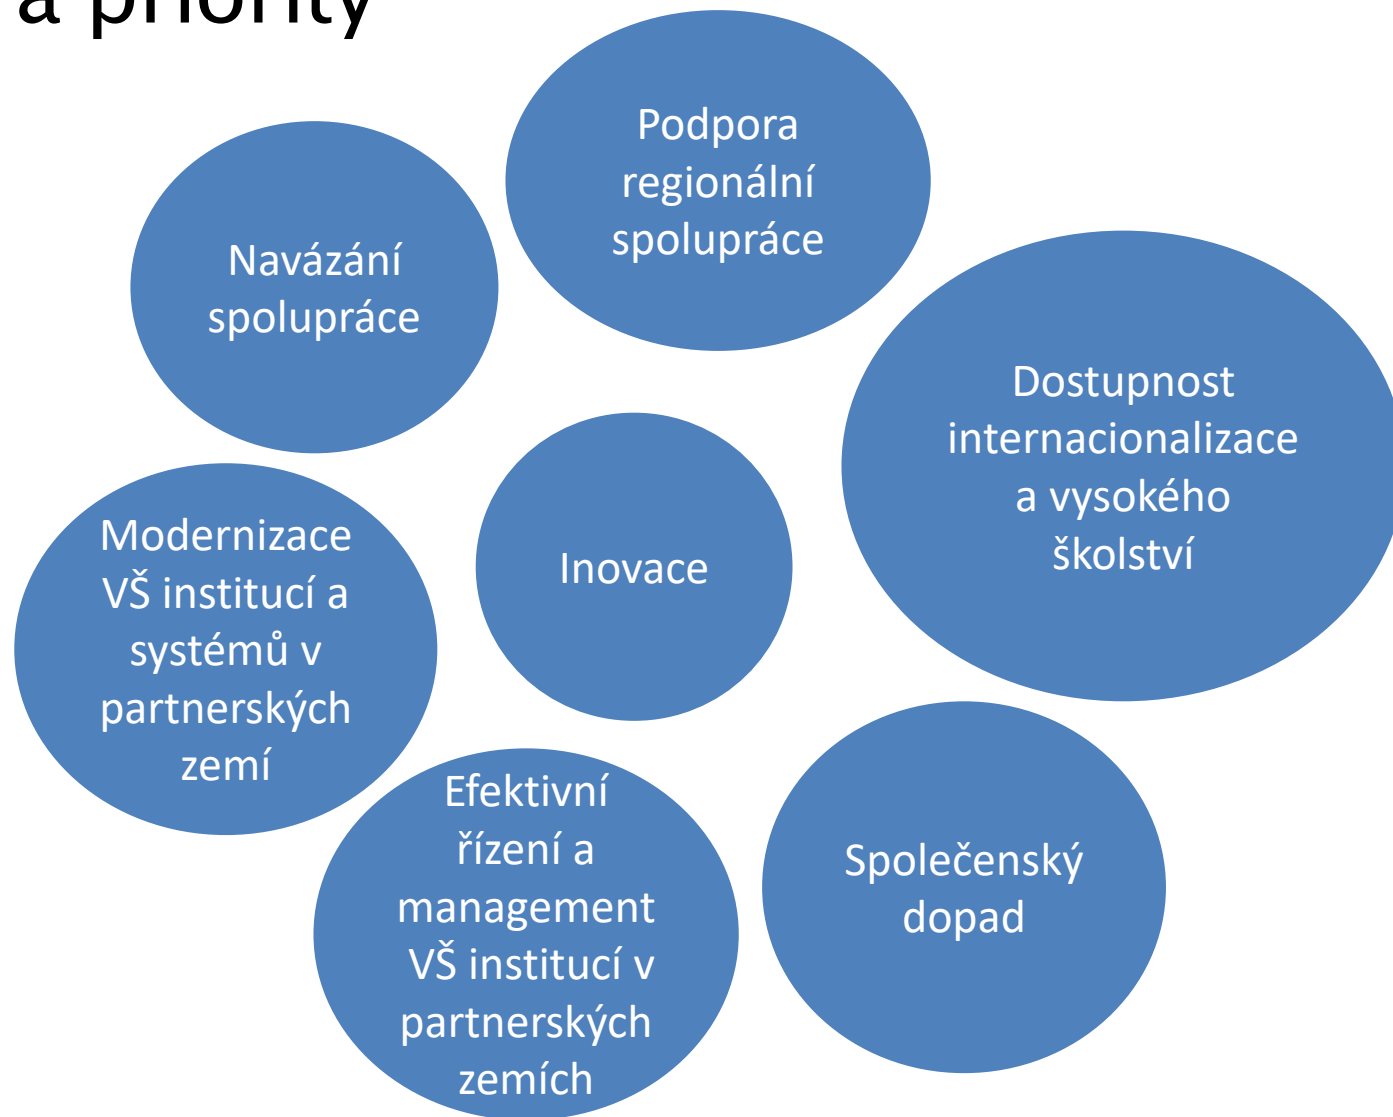 a priority
Podpora
regionální
spolupráce
Navázání
spolupráce
Dostupnost
internacionalizace
a vysokého
školství
Modernizace
VŠ institucí a
systémů v
partnerských
zemí
Inovace
Efektivní
řízení a
management
VŠ institucí v
partnerských
zemích
Společenský
dopad